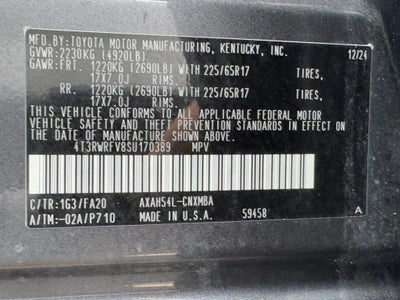 MFD.BY:TOYOTA MOTOR MANUFACTURING, KENTUCKY, INC.
GVWR:2230KG (4920LB) 12/24
GAWR:FRT. 1220KG (2690LB) WITH 225/65R17 TIRES,
17X7.0J RIMS.
RR. 1220KG (2690LB) WITH 225/65R17 TIRES,
17X7.0J RIMS.
THIS VEHICLE CONFORMS TO ALL APPLICABLE FEDERAL MOTOR
VEHICLE SAFETY AND THEFT PREVENTION STANDARDS IN EFFECT
ON THE DATE OF MANUFACTURE SHOWN ABOVE.
4T3RWRFV8SU170389 MPV
C/TR:1G3/FA20 AXAH54L-CNXMBA
A/TM:-02A/P710 59458 A